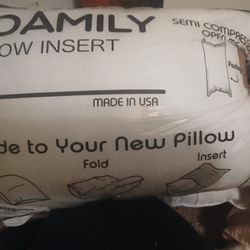 OAMILY
OW INSERT
SEMI COMPRESS
OPEN
MADE IN USA
de to Your New Pillow
Fold
Insert